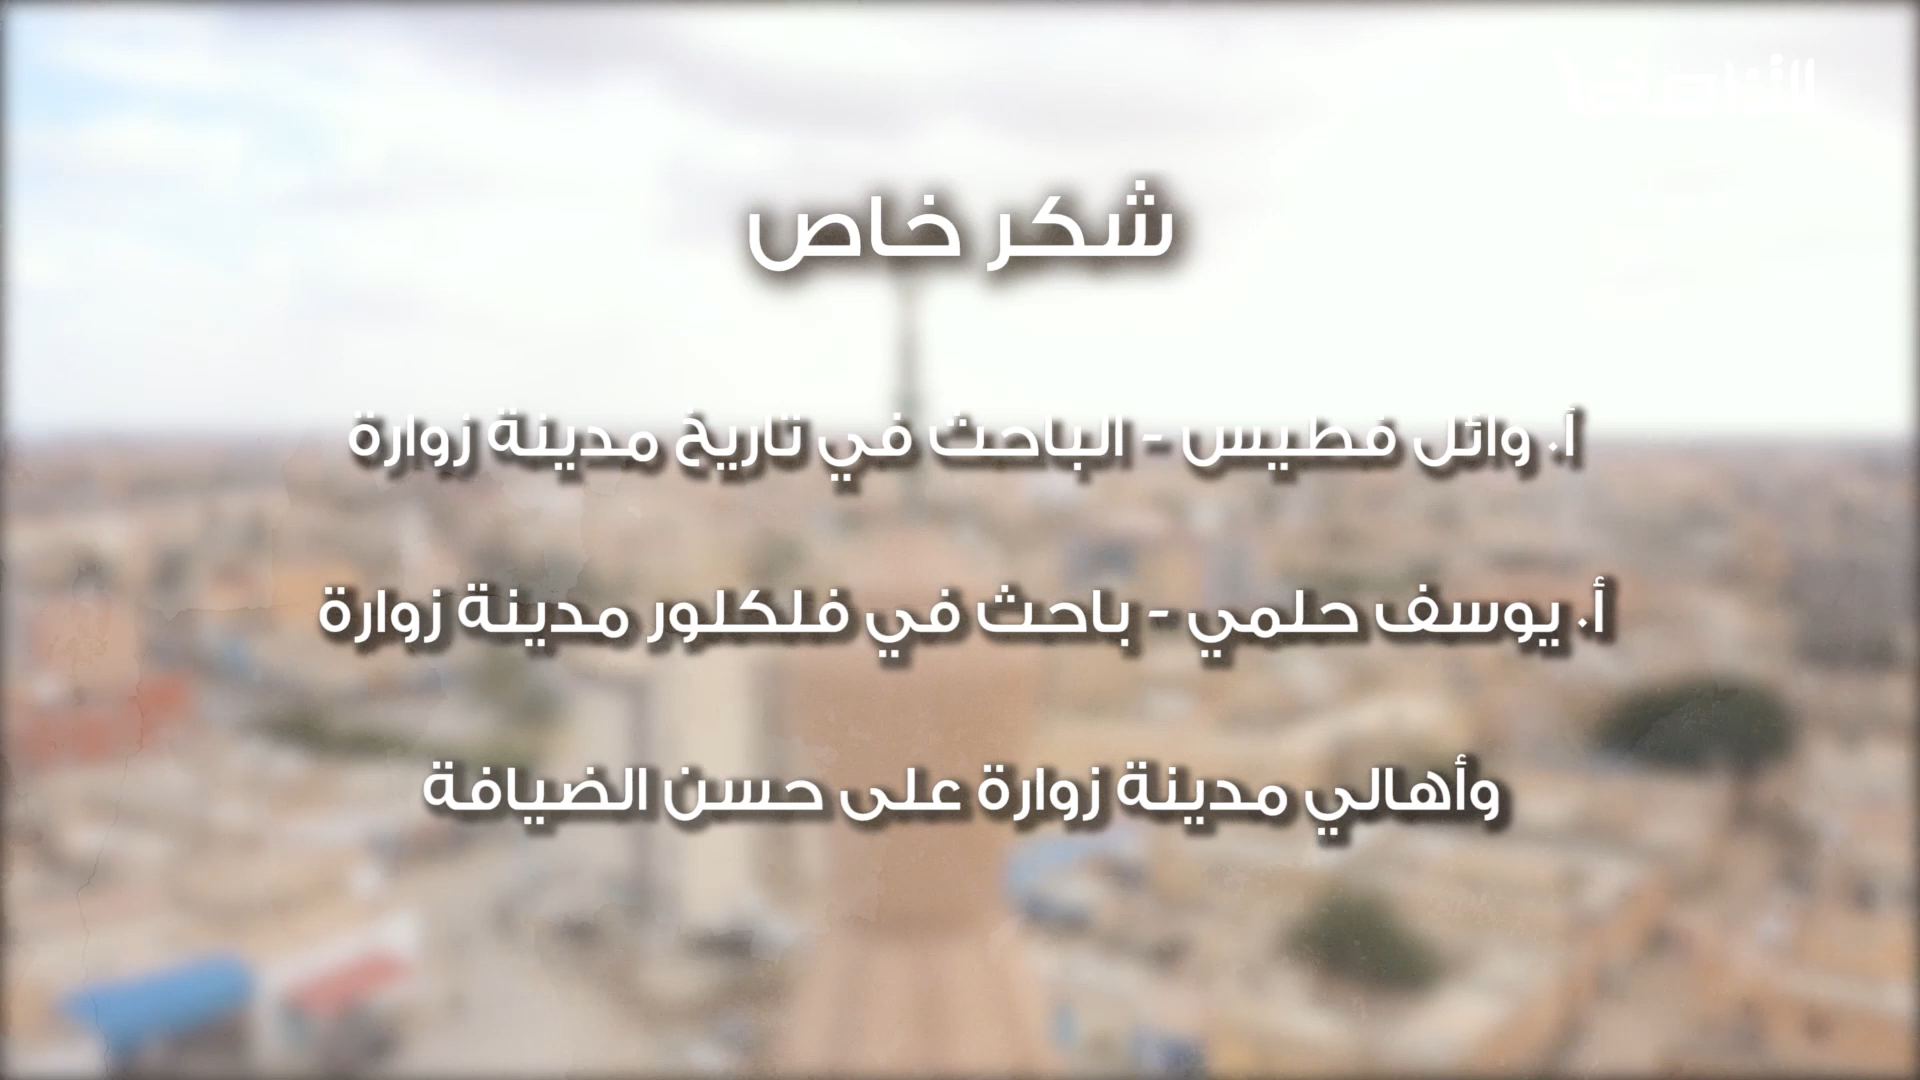 شكر خاص
أ. وائل فطيس - الباحث في تاريخ مدينة زوارة
أ. يوسف حلمي - باحث في فلكلور مدينة زوارة
وأهالي مدينة زوارة على حسن الضيافة